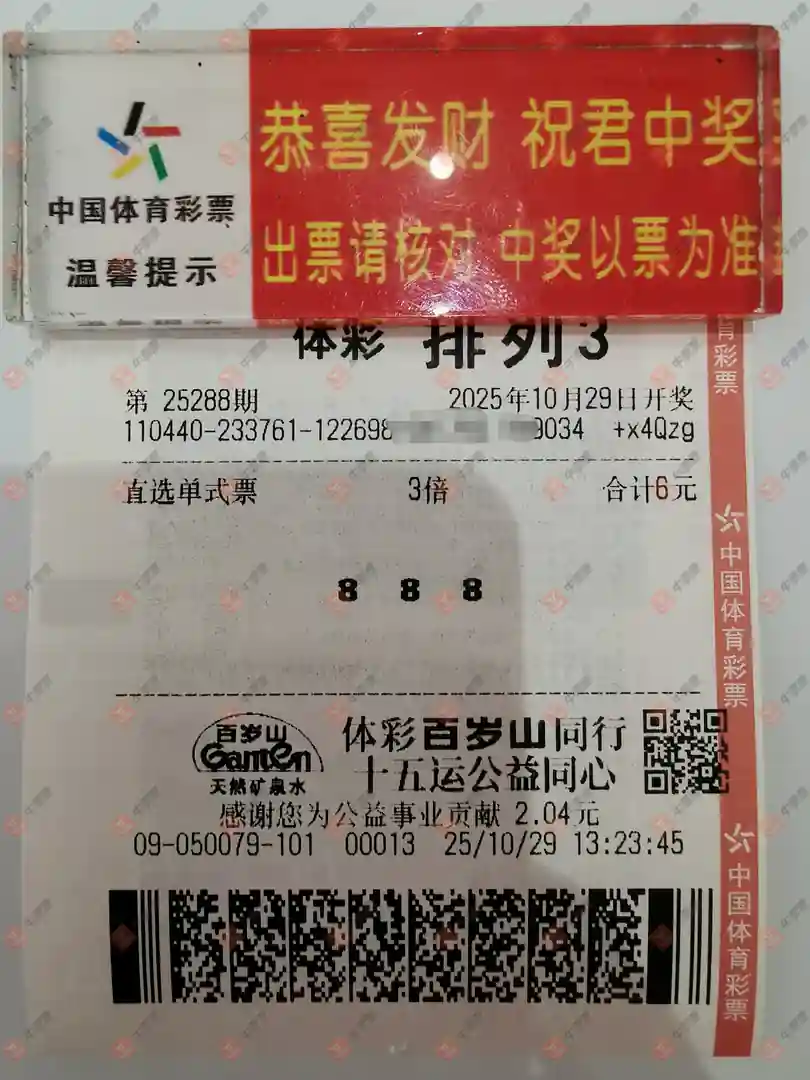 恭喜发财 祝君中奖
中国体育彩票
出票请核对 中奖以票为准
温馨提示
体彩 排列3
育彩票
第 25288期 2025年10月29日开奖
110440-233761-122698 9034 +x4Qzg
直选单式票 3倍 合计6元
中国体育彩票
8 8 8
百岁山
Ganten
天然矿泉水
体彩百岁山同行
十五运公益同心
感谢您为公益事业贡献 2.04元
09-050079-101 00013 25/10/29 13:23:45
中国体育彩票